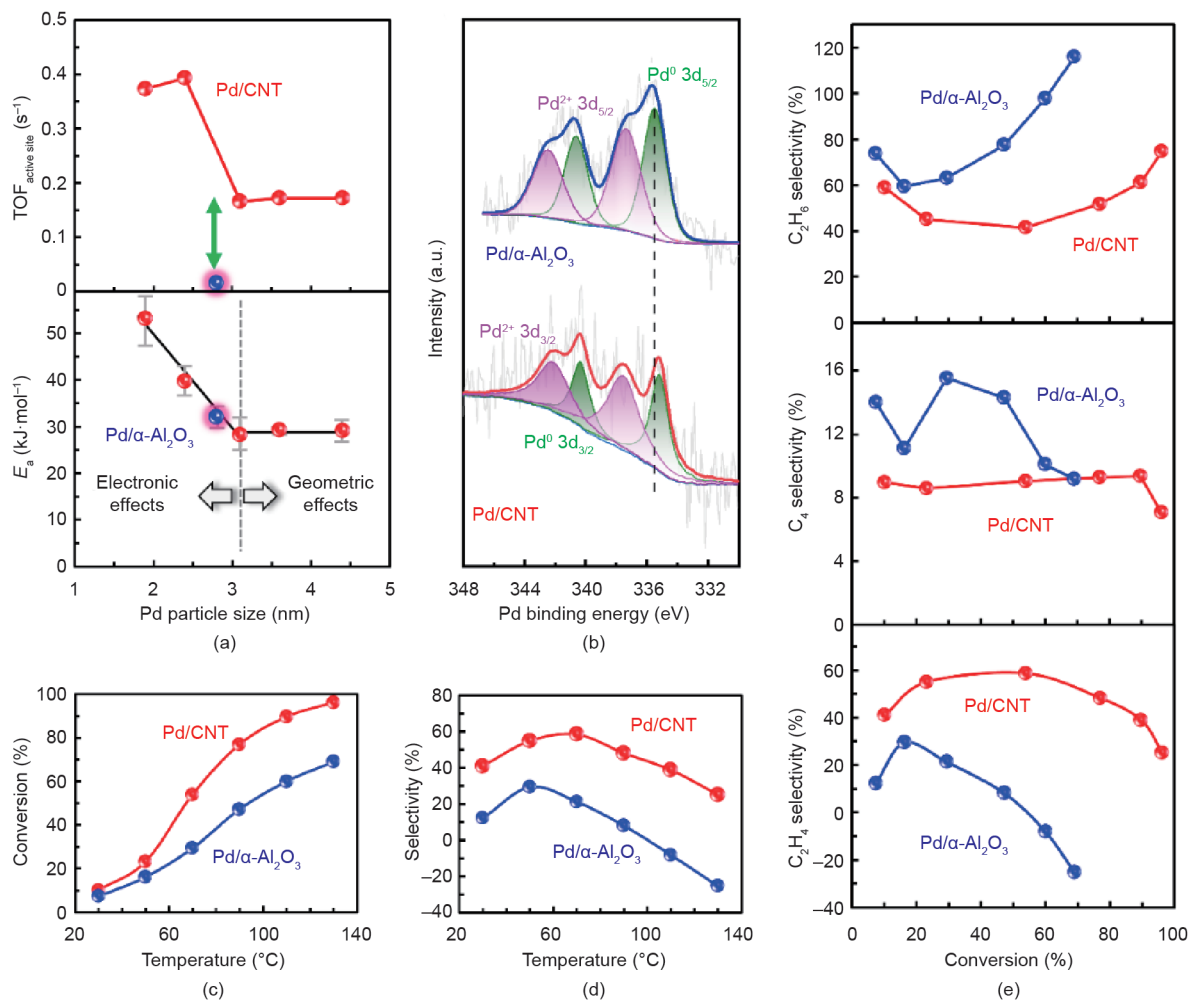 0.5
0.4
0.3
0.2
0.1
0
TOFactive site (s–1)
Pd/CNT
50
40
30
20
10
0
Ea (kJ·mol–1)
Pd/α-Al2O3
Electronic
effects
Geometric
effects
1 2 3 4 5
Pd particle size (nm)
(a)
Pd0 3d5/2
Pd2+ 3d5/2
Pd/α-Al2O3
Pd2+ 3d3/2
Pd0 3d3/2
Pd/CNT
Intensity (a.u.)
348 344 340 336 332
Pd binding energy (eV)
(b)
100
80
60
40
20
0
Conversion (%)
Pd/CNT
Pd/α-Al2O3
20 60 100 140
Temperature (°C)
(c)
80
60
40
20
0
–20
–40
Selectivity (%)
Pd/CNT
Pd/α-Al2O3
20 60 100 140
Temperature (°C)
(d)
120
100
80
60
40
20
0
C2H6 selectivity (%)
Pd/α-Al2O3
Pd/CNT
16
12
8
4
0
C4 selectivity (%)
Pd/α-Al2O3
Pd/CNT
60
40
20
0
–20
–40
C2H4 selectivity (%)
Pd/CNT
Pd/α-Al2O3
0 20 40 60 80 100
Conversion (%)
(e)